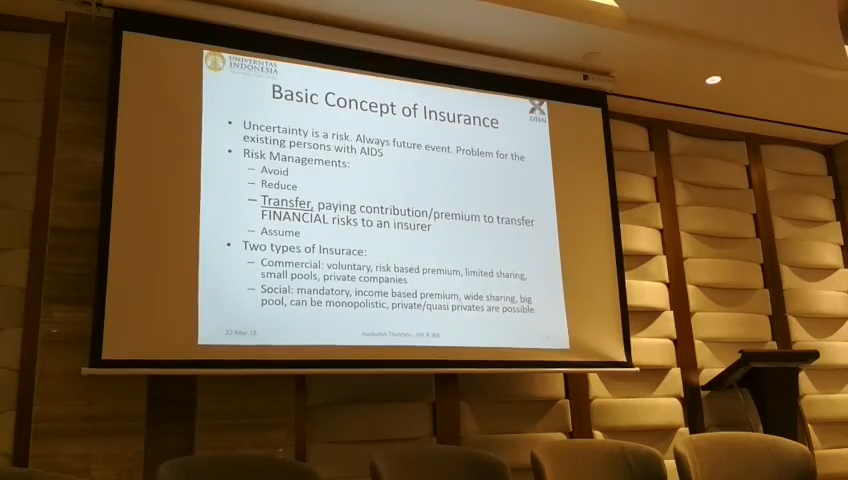 UNIVERSITAS
INDONESIA
DJSN
Basic Concept of Insurance
• Uncertainty is a risk. Always future event. Problem for the
existing persons with AIDS
• Risk Managements:
– Avoid
– Reduce
– Transfer, paying contribution/premium to transfer
FINANCIAL risks to an insurer
– Assume
• Two types of Insurace:
– Commercial: voluntary, risk based premium, limited sharing,
small pools, private companies
– Social: mandatory, income based premium, wide sharing, big
pool, can be monopolistic, private/quasi privates are possible